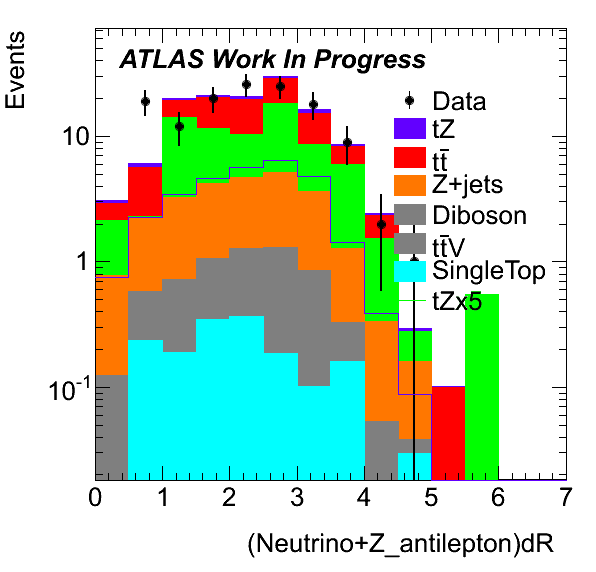 Events
ATLAS Work In Progress
Data
tZ
tt̄
Z+jets
Diboson
tt̄V
SingleTop
tZx5
10
1
10⁻¹
0 1 2 3 4 5 6 7
(Neutrino+Z_antilepton)dR